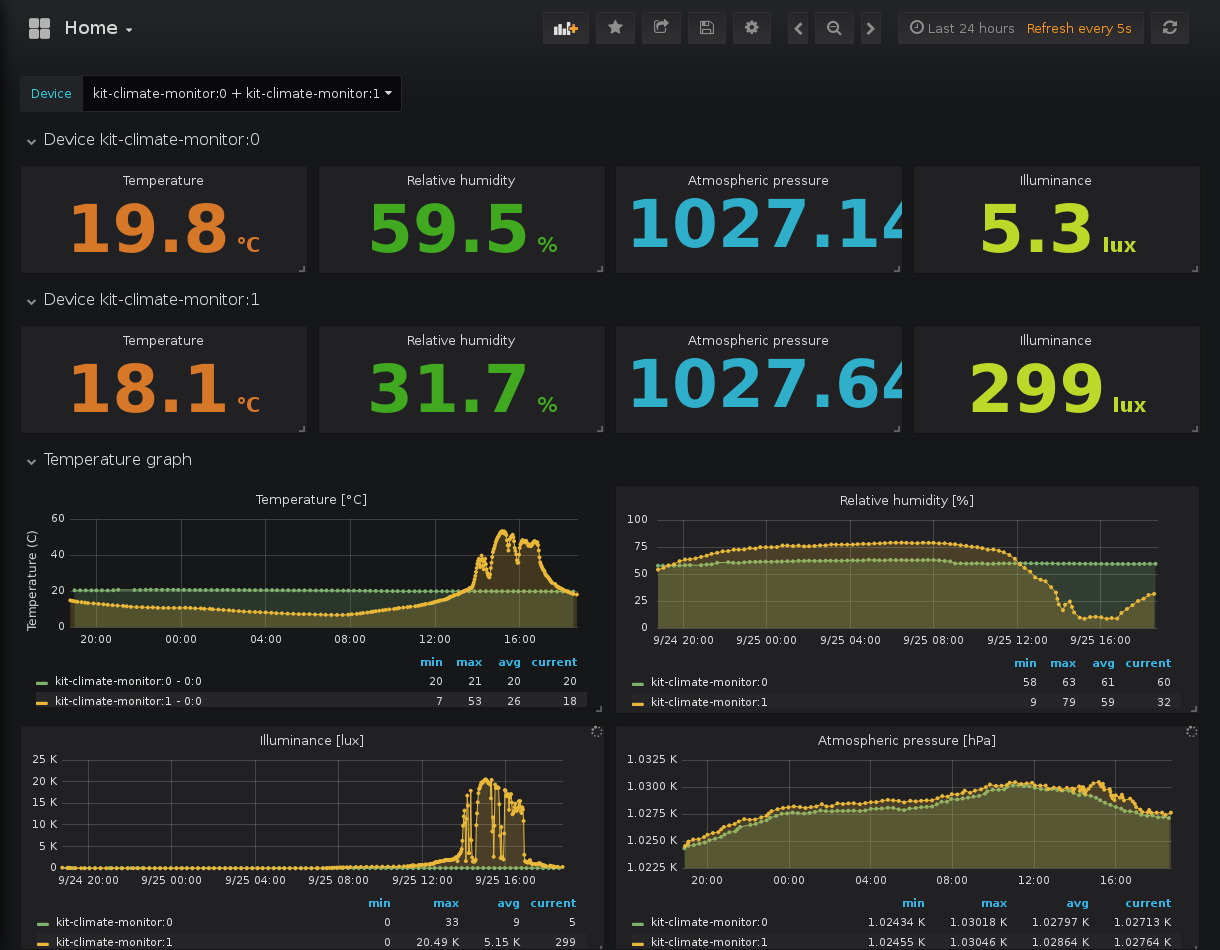 Home
Last 24 hours Refresh every 5s
Device kit-climate-monitor:0 + kit-climate-monitor:1
Device kit-climate-monitor:0
Temperature Relative humidity Atmospheric pressure Illuminance
19.8 °C 59.5 % 1027.14 5.3 lux
Device kit-climate-monitor:1
Temperature Relative humidity Atmospheric pressure Illuminance
18.1 °C 31.7 % 1027.64 299 lux
Temperature graph
Temperature [°C]
Temperature (C)
60
40
20
0
20:00 00:00 04:00 08:00 12:00 16:00
min max avg current
kit-climate-monitor:0 - 0:0 20 21 20 20
kit-climate-monitor:1 - 0:0 7 53 26 18
Relative humidity [%]
100
75
50
25
0
9/24 20:00 9/25 00:00 9/25 04:00 9/25 08:00 9/25 12:00 9/25 16:00
min max avg current
kit-climate-monitor:0 58 63 61 60
kit-climate-monitor:1 9 79 59 32
Illuminance [lux]
25 K
20 K
15 K
10 K
5 K
0
9/24 20:00 9/25 00:00 9/25 04:00 9/25 08:00 9/25 12:00 9/25 16:00
min max avg current
kit-climate-monitor:0 0 33 9 5
kit-climate-monitor:1 0 20.49 K 5.15 K 299
Atmospheric pressure [hPa]
1.0325 K
1.0300 K
1.0275 K
1.0250 K
1.0225 K
20:00 00:00 04:00 08:00 12:00 16:00
min max avg current
kit-climate-monitor:0 1.02434 K 1.03018 K 1.02797 K 1.02713 K
kit-climate-monitor:1 1.02455 K 1.03046 K 1.02864 K 1.02764 K